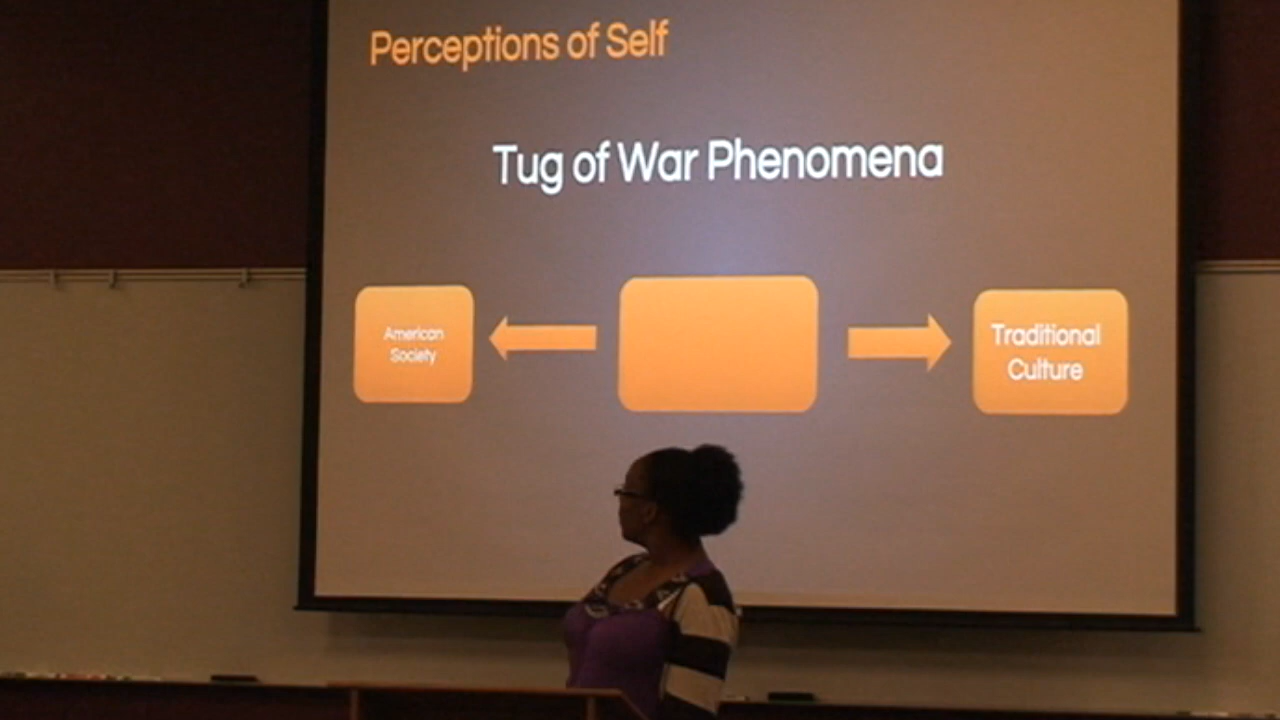 Perceptions of Self
Tug of War Phenomena
American
Society
Traditional
Culture